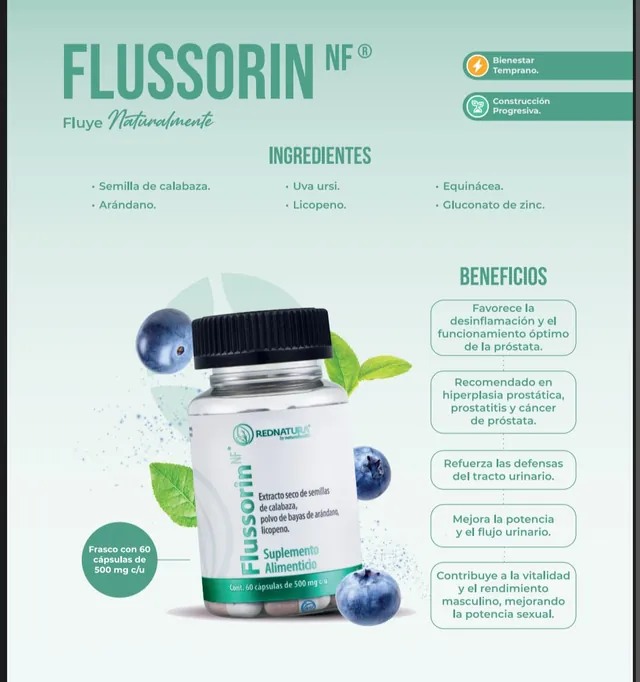 FLUSSORIN NF®
Fluye Naturalmente
Bienestar
Temprano.
Construcción
Progresiva.
INGREDIENTES
• Semilla de calabaza.
• Arándano.
• Uva ursi.
• Licopeno.
• Equinácea.
• Gluconato de zinc.
BENEFICIOS
Favorece la
desinflamación y el
funcionamiento óptimo
de la próstata.
Recomendado en
hiperplasia prostática,
prostatitis y cáncer
de próstata.
Refuerza las defensas
del tracto urinario.
Mejora la potencia
y el flujo urinario.
Contribuye a la vitalidad
y el rendimiento
masculino, mejorando
la potencia sexual.
REDNATURA
Flussorin NF
Extracto seco de semillas
de calabaza,
polvo de bayas de arándano,
licopeno.
Suplemento
Alimenticio
Cont. 60 cápsulas de 500 mg c/u
Frasco con 60
cápsulas de
500 mg c/u